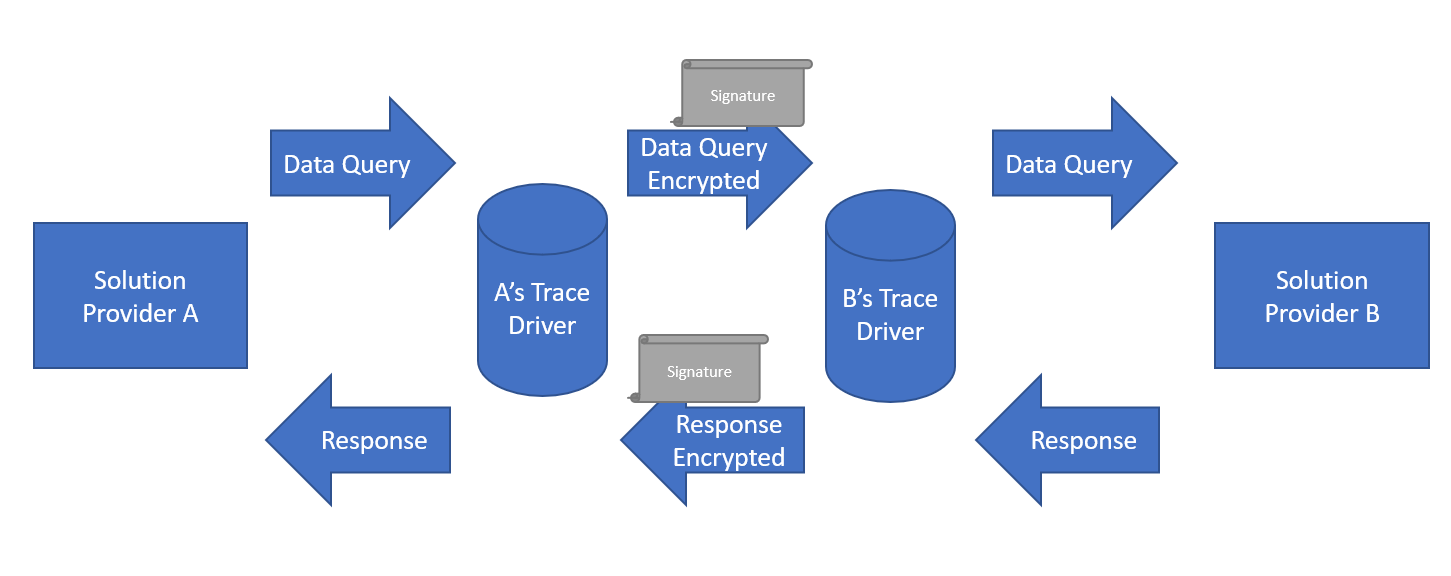 Signature
Data Query
Data Query
Encrypted
Data Query
Solution
Provider A
A’s Trace
Driver
B’s Trace
Driver
Solution
Provider B
Signature
Response
Response
Encrypted
Response